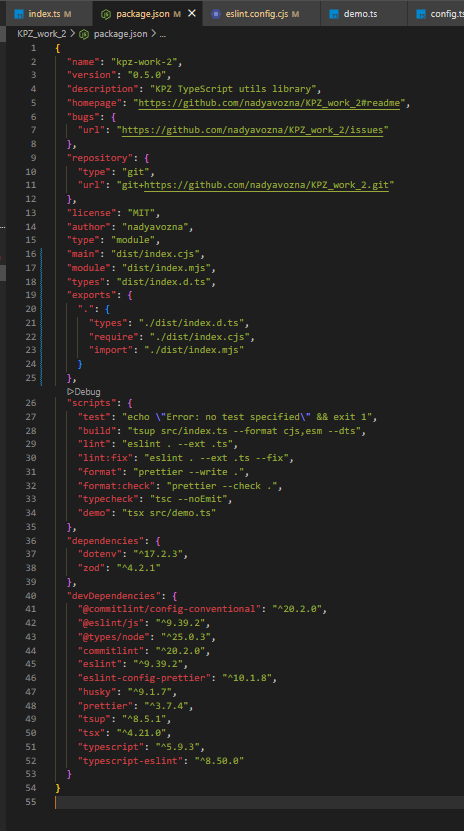 index.ts M
package.json M
eslint.config.cjs M
demo.ts
config.ts
KPZ_work_2 > package.json > ...
1 {
2 "name": "kpz-work-2",
3 "version": "0.5.0",
4 "description": "KPZ TypeScript utils library",
5 "homepage": "https://github.com/nadyavozna/KPZ_work_2#readme",
6 "bugs": {
7 "url": "https://github.com/nadyavozna/KPZ_work_2/issues"
8 },
9 "repository": {
10 "type": "git",
11 "url": "git+https://github.com/nadyavozna/KPZ_work_2.git"
12 },
13 "license": "MIT",
14 "author": "nadyavozna",
15 "type": "module",
16 "main": "dist/index.cjs",
17 "module": "dist/index.mjs",
18 "types": "dist/index.d.ts",
19 "exports": {
20 ".": {
21 "types": "./dist/index.d.ts",
22 "require": "./dist/index.cjs",
23 "import": "./dist/index.mjs"
24 }
25 },
Debug
26 "scripts": {
27 "test": "echo \"Error: no test specified\" && exit 1",
28 "build": "tsup src/index.ts --format cjs,esm --dts",
29 "lint": "eslint . --ext .ts",
30 "lint:fix": "eslint . --ext .ts --fix",
31 "format": "prettier --write .",
32 "format:check": "prettier --check .",
33 "typecheck": "tsc --noEmit",
34 "demo": "tsx src/demo.ts"
35 },
36 "dependencies": {
37 "dotenv": "^17.2.3",
38 "zod": "^4.2.1"
39 },
40 "devDependencies": {
41 "@commitlint/config-conventional": "^20.2.0",
42 "@eslint/js": "^9.39.2",
43 "@types/node": "^25.0.3",
44 "commitlint": "^20.2.0",
45 "eslint": "^9.39.2",
46 "eslint-config-prettier": "^10.1.8",
47 "husky": "^9.1.7",
48 "prettier": "^3.7.4",
49 "tsup": "^8.5.1",
50 "tsx": "^4.21.0",
51 "typescript": "^5.9.3",
52 "typescript-eslint": "^8.50.0"
53 }
54 }
55